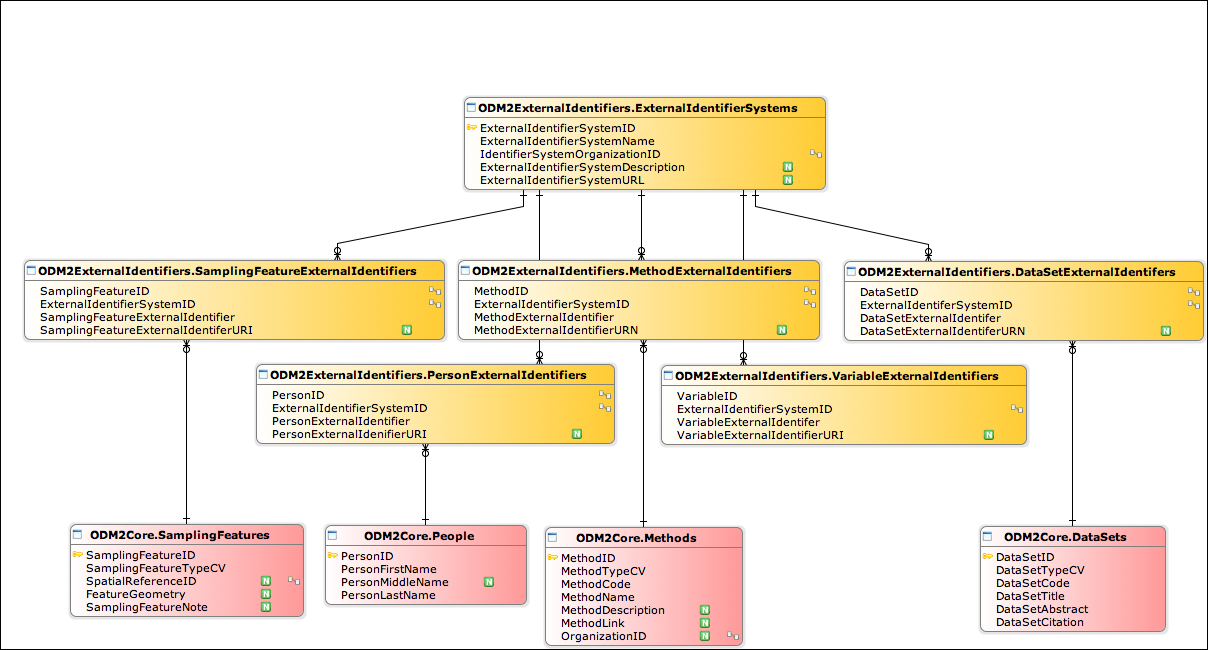 ODM2ExternalIdentifiers.ExternalIdentifierSystems
ExternalIdentifierSystemID
ExternalIdentifierSystemName
IdentifierSystemOrganizationID
ExternalIdentifierSystemDescription N
ExternalIdentifierSystemURL N
ODM2ExternalIdentifiers.SamplingFeatureExternalIdentifiers
SamplingFeatureID
ExternalIdentifierSystemID
SamplingFeatureExternalIdentifier
SamplingFeatureExternalIdenteriferURI N
ODM2ExternalIdentifiers.MethodExternalIdentifiers
MethodID
ExternalIdentifierSystemID
MethodExternalIdentifier
MethodExternalIdentifierURN N
ODM2ExternalIdentifiers.DataSetExternalIdentifers
DataSetID
ExternalIdentiferSystemID
DataSetExternalIdentifer
DataSetExternalIdentiferURN N
ODM2ExternalIdentifiers.PersonExternalIdentifiers
PersonID
ExternalIdentifierSystemID
PersonExternalIdentifier
PersonExternalIdenifierURI N
ODM2ExternalIdentifiers.VariableExternalIdentifiers
VariableID
ExternalIdentifierSystemID
VariableExternalIdentifer
VariableExternalIdentifierURI N
ODM2Core.SamplingFeatures
SamplingFeatureID
SamplingFeatureTypeCV
SpatialReferenceID N
FeatureGeometry N
SamplingFeatureNote N
ODM2Core.People
PersonID
PersonFirstName
PersonMiddleName N
PersonLastName
ODM2Core.Methods
MethodID
MethodTypeCV
MethodCode
MethodName
MethodDescription N
MethodLink N
OrganizationID N
ODM2Core.DataSets
DataSetID
DataSetTypeCV
DataSetCode
DataSetTitle
DataSetAbstract
DataSetCitation